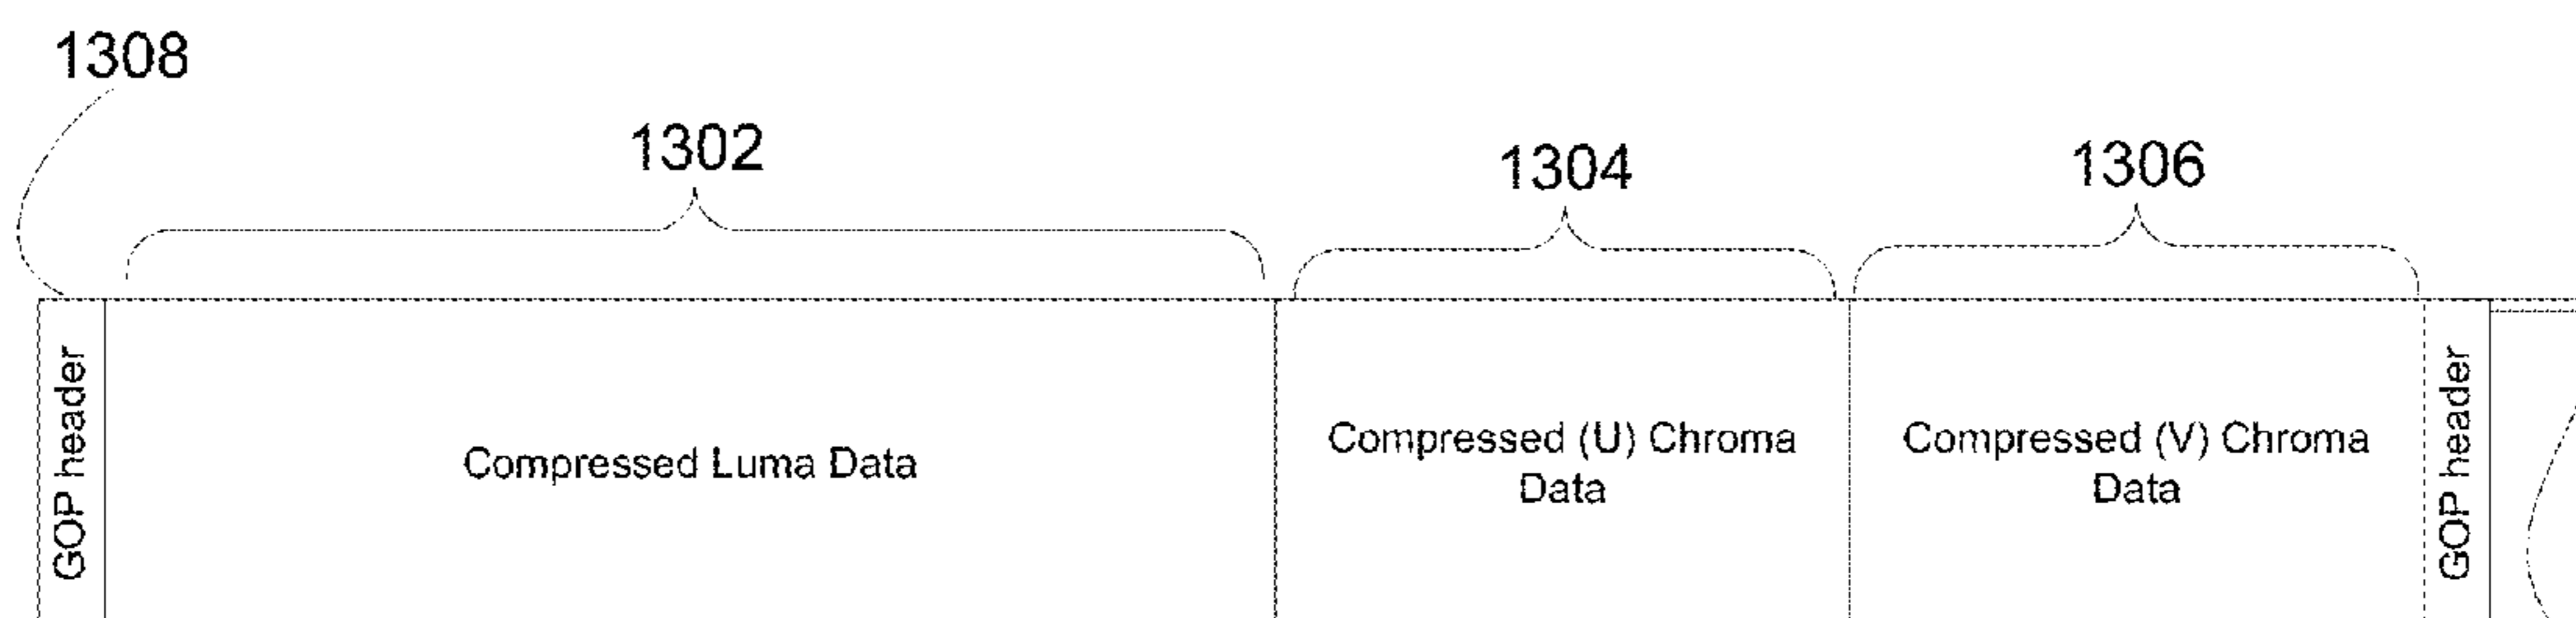 1308
1302
1304
1306
GOP header
Compressed Luma Data
Compressed (U) Chroma
Data
Compressed (V) Chroma
Data
GOP header